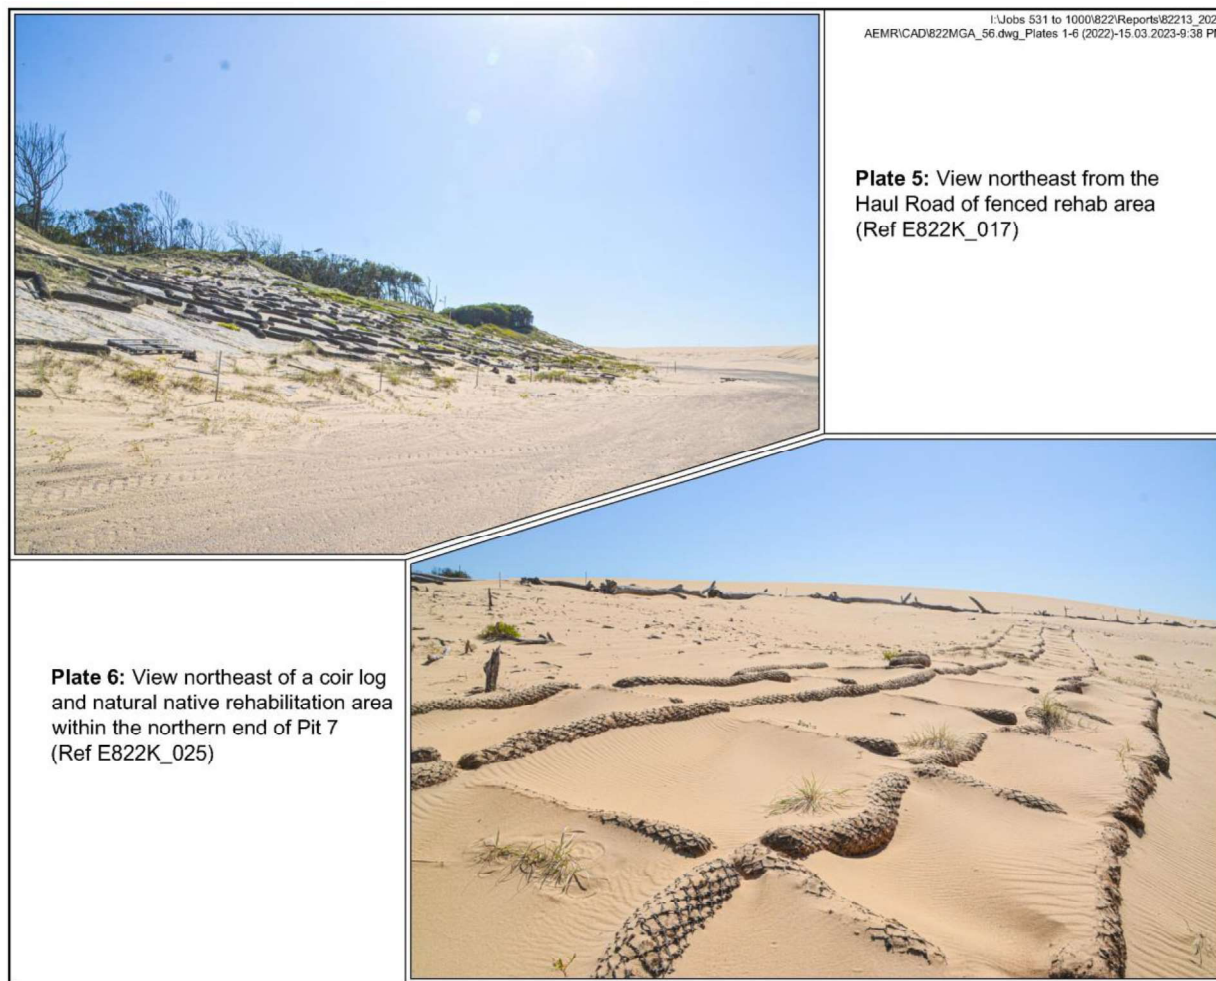 I:\Jobs 531 to 1000\822\Reports\82213_202
AEMR\CAD\822MGA_56.dwg_Plates 1-6 (2022)-15.03.2023-9:38 PM
Plate 5: View northeast from the
Haul Road of fenced rehab area
(Ref E822K_017)
Plate 6: View northeast of a coir log
and natural native rehabilitation area
within the northern end of Pit 7
(Ref E822K_025)